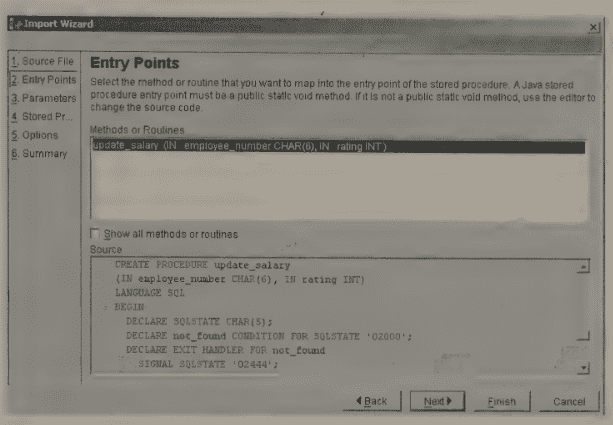 Import Wizard
1. Source File
2. Entry Points
3. Parameters
4. Stored Pr...
5. Options
6. Summary
Entry Points
Select the method or routine that you want to map into the entry point of the stored procedure. A Java stored
procedure entry point must be a public static void method. If it is not a public static void method, use the editor to
change the source code.
Methods or Routines
update_salary (IN employee_number CHAR(6), IN rating INT)
Show all methods or routines
Source
CREATE PROCEDURE update_salary
(IN employee_number CHAR(6), IN rating INT)
LANGUAGE SQL
BEGIN
DECLARE SQLSTATE CHAR(5);
DECLARE not_found CONDITION FOR SQLSTATE '02000';
DECLARE EXIT HANDLER FOR not_found
SIGNAL SQLSTATE '02444';
Back
Next
Finish
Cancel